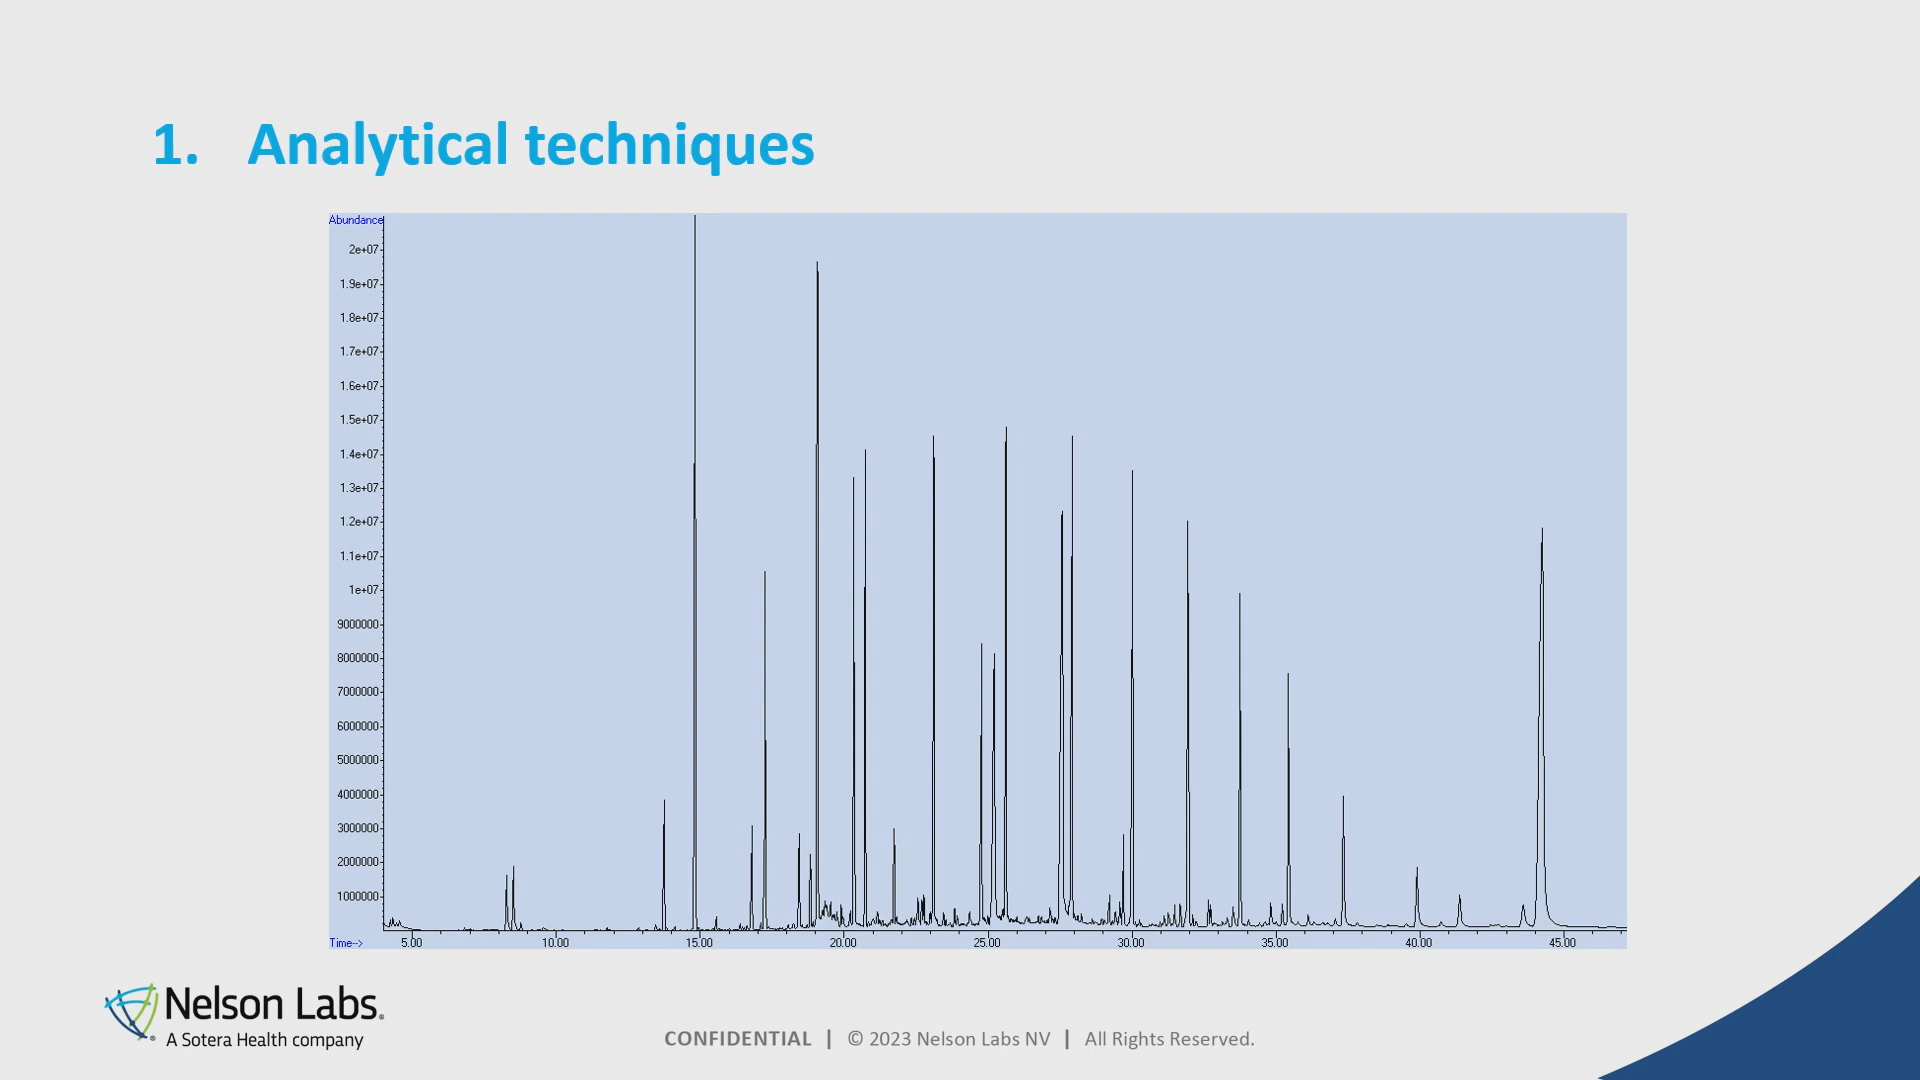 1. Analytical techniques
Abundance
2e+07
1.9e+07
1.8e+07
1.7e+07
1.6e+07
1.5e+07
1.4e+07
1.3e+07
1.2e+07
1.1e+07
1e+07
9000000
8000000
7000000
6000000
5000000
4000000
3000000
2000000
1000000
Time--> 5.00 10.00 15.00 20.00 25.00 30.00 35.00 40.00 45.00
Nelson Labs®
A Sotera Health company
CONFIDENTIAL | © 2023 Nelson Labs NV | All Rights Reserved.